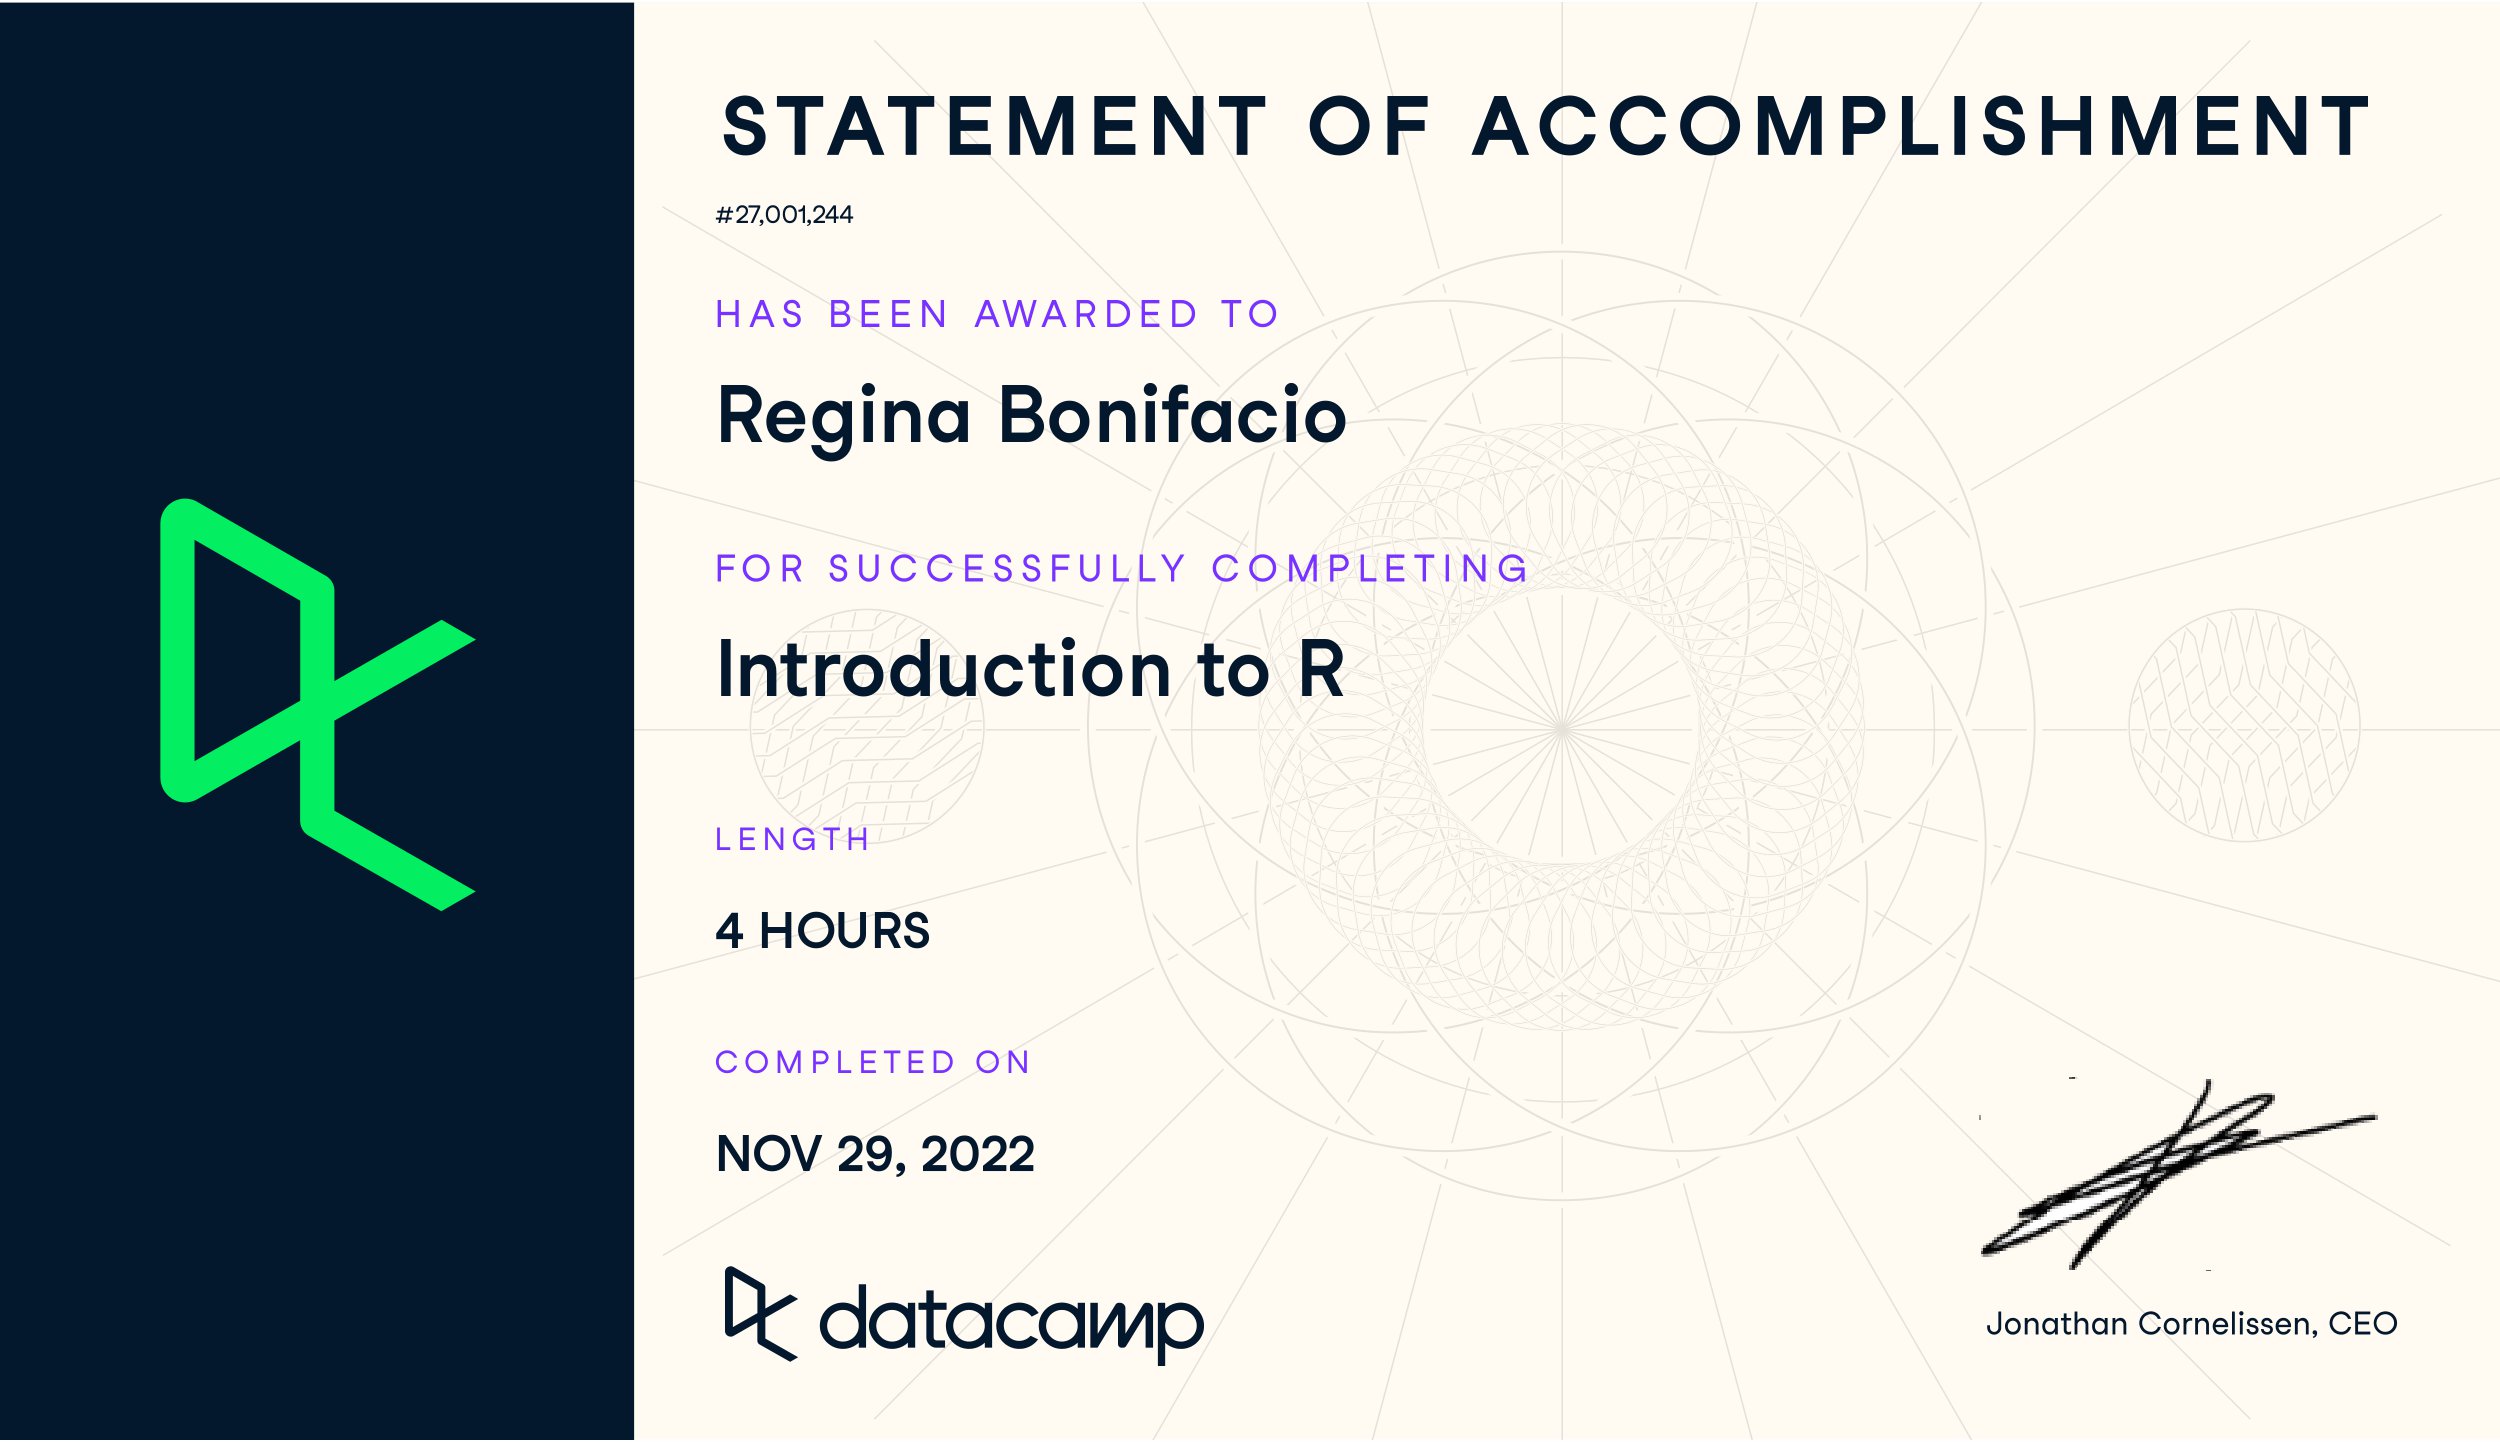 STATEMENT OF ACCOMPLISHMENT
#27,001,244
HAS BEEN AWARDED TO
Regina Bonifacio
FOR SUCCESSFULLY COMPLETING
Introduction to R
LENGTH
4 HOURS
COMPLETED ON
NOV 29, 2022
datacamp
Jonathan Cornelissen, CEO